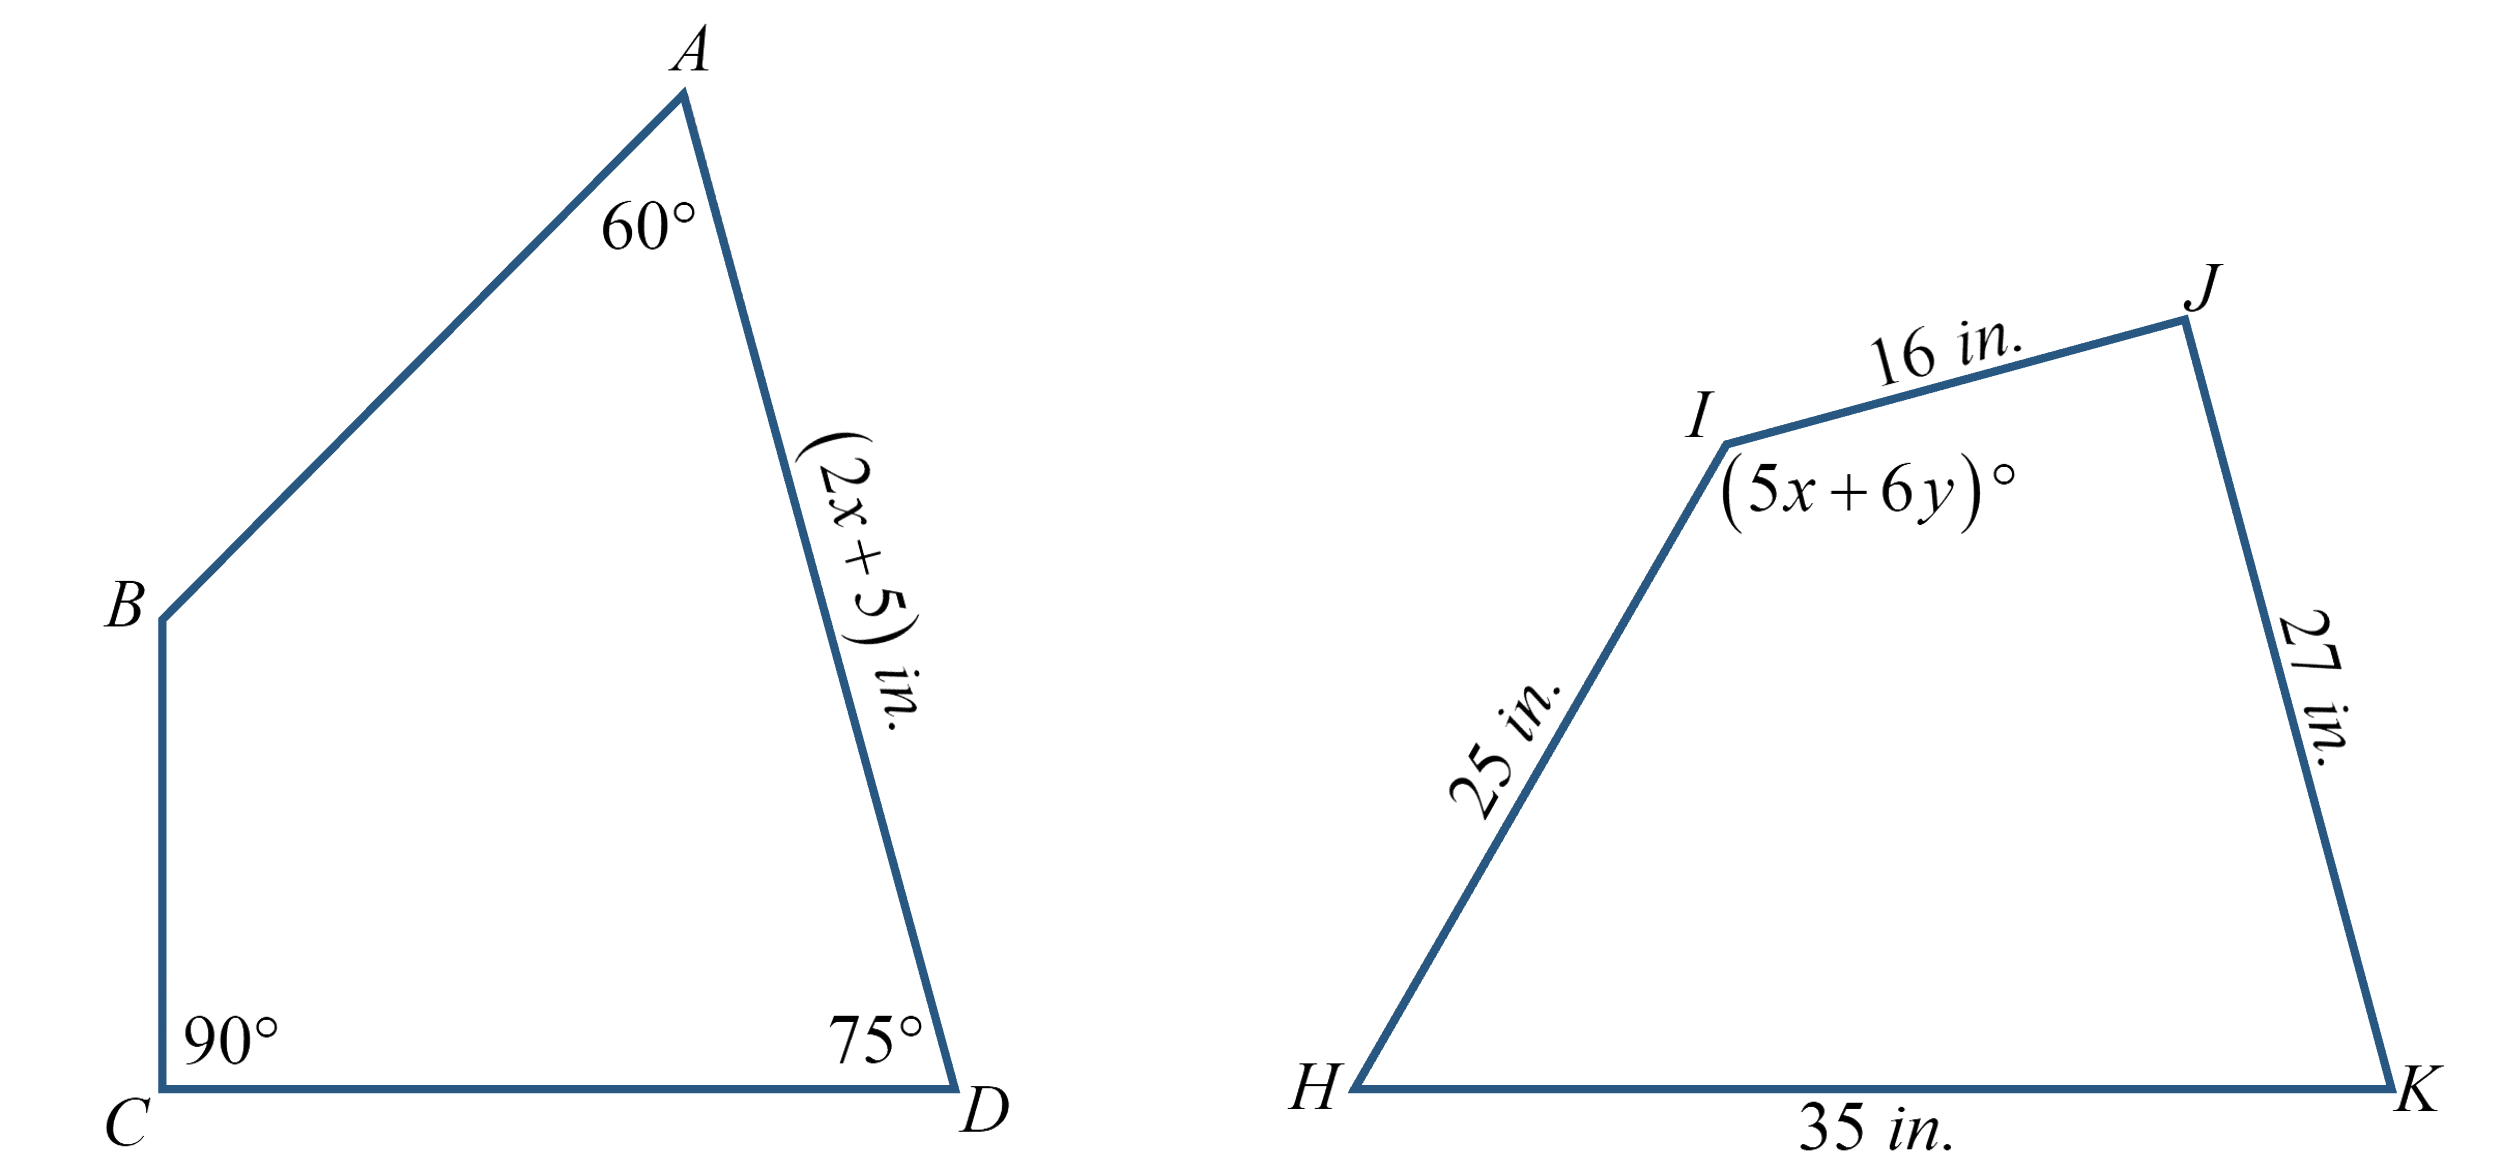 A
60°
(2x+5) in.
B
90°
75°
C
D
J
16 in.
I
(5x+6y)°
27 in.
25 in.
H
K
35 in.